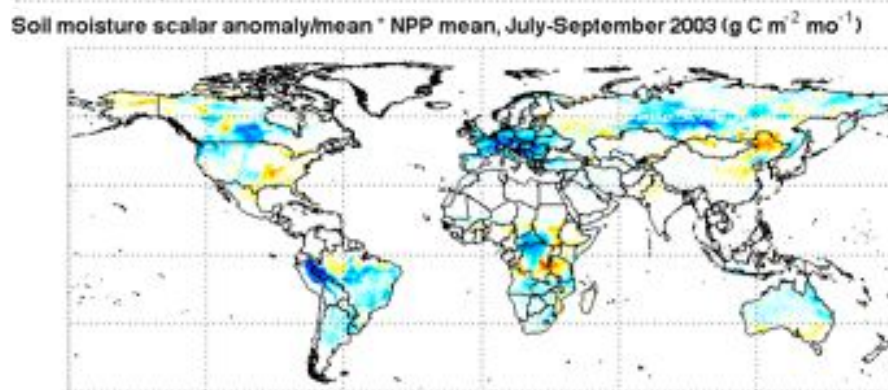 Soil moisture scalar anomaly/mean * NPP mean, July-September 2003 (g C m⁻² mo⁻¹)